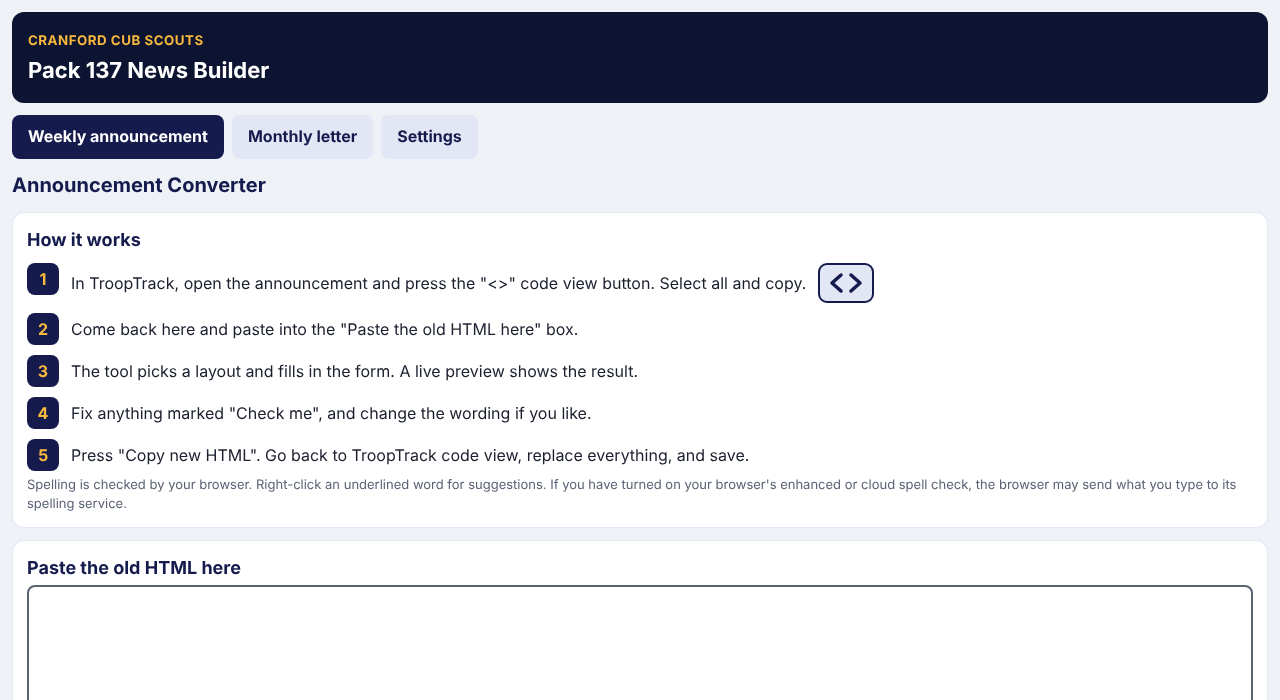 CRANFORD CUB SCOUTS
Pack 137 News Builder
Weekly announcement
Monthly letter
Settings
Announcement Converter
How it works
1 In TroopTrack, open the announcement and press the "<>" code view button. Select all and copy. <>
2 Come back here and paste into the "Paste the old HTML here" box.
3 The tool picks a layout and fills in the form. A live preview shows the result.
4 Fix anything marked "Check me", and change the wording if you like.
5 Press "Copy new HTML". Go back to TroopTrack code view, replace everything, and save.
Spelling is checked by your browser. Right-click an underlined word for suggestions. If you have turned on your browser's enhanced or cloud spell check, the browser may send what you type to its
spelling service.
Paste the old HTML here